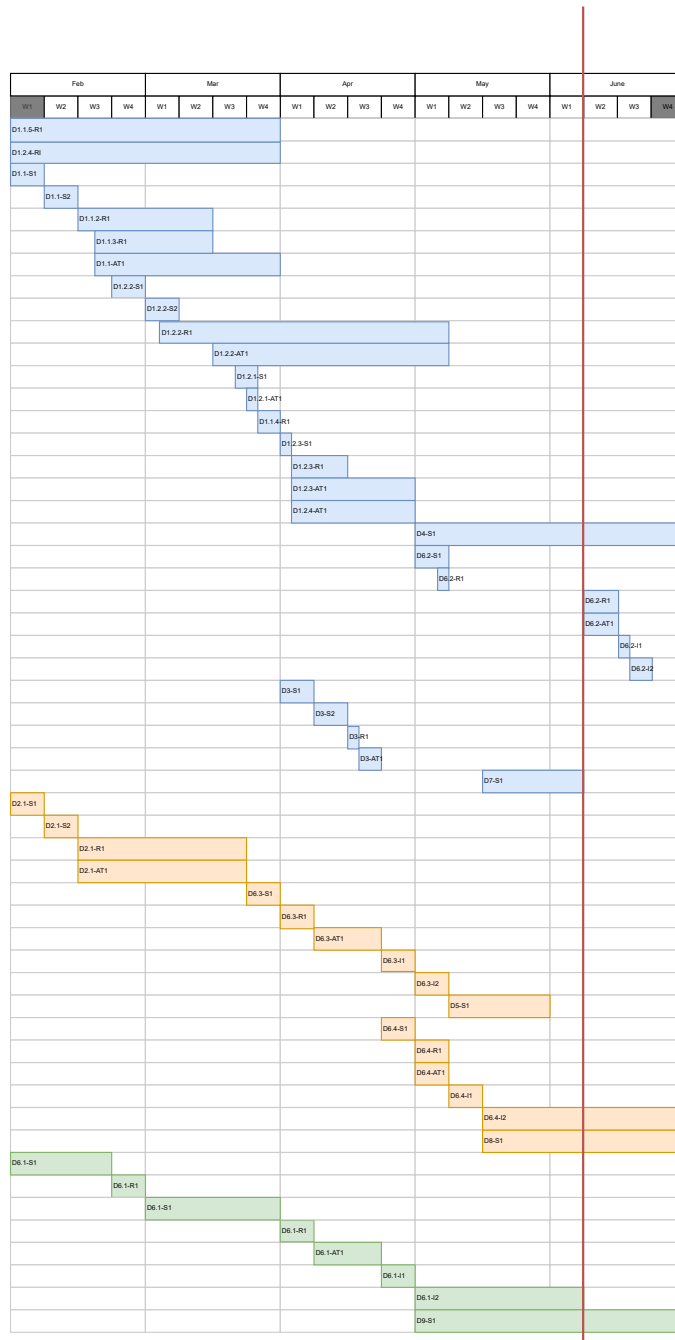 Feb Mar Apr May June
W1 W2 W3 W4 W1 W2 W3 W4 W1 W2 W3 W4 W1 W2 W3 W4 W1 W2 W3 W4
D1.1.5-R1
D1.2.4-RI
D1.1-S1
D1.1-S2
D1.1.2-R1
D1.1.3-R1
D1.1-AT1
D1.2.2-S1
D1.2.2-S2
D1.2.2-R1
D1.2.2-AT1
D1.2.1-S1
D1.2.1-AT1
D1.1.4-R1
D1.2.3-S1
D1.2.3-R1
D1.2.3-AT1
D1.2.4-AT1
D4-S1
D6.2-S1
D6.2-R1
D6.2-R1
D6.2-AT1
D6.2-I1
D6.2-I2
D3-S1
D3-S2
D3-R1
D3-AT1
D7-S1
D2.1-S1
D2.1-S2
D2.1-R1
D2.1-AT1
D6.3-S1
D6.3-R1
D6.3-AT1
D6.3-I1
D6.3-I2
D5-S1
D6.4-S1
D6.4-R1
D6.4-AT1
D6.4-I1
D6.4-I2
D8-S1
D6.1-S1
D6.1-R1
D6.1-S1
D6.1-R1
D6.1-AT1
D6.1-I1
D6.1-I2
D9-S1